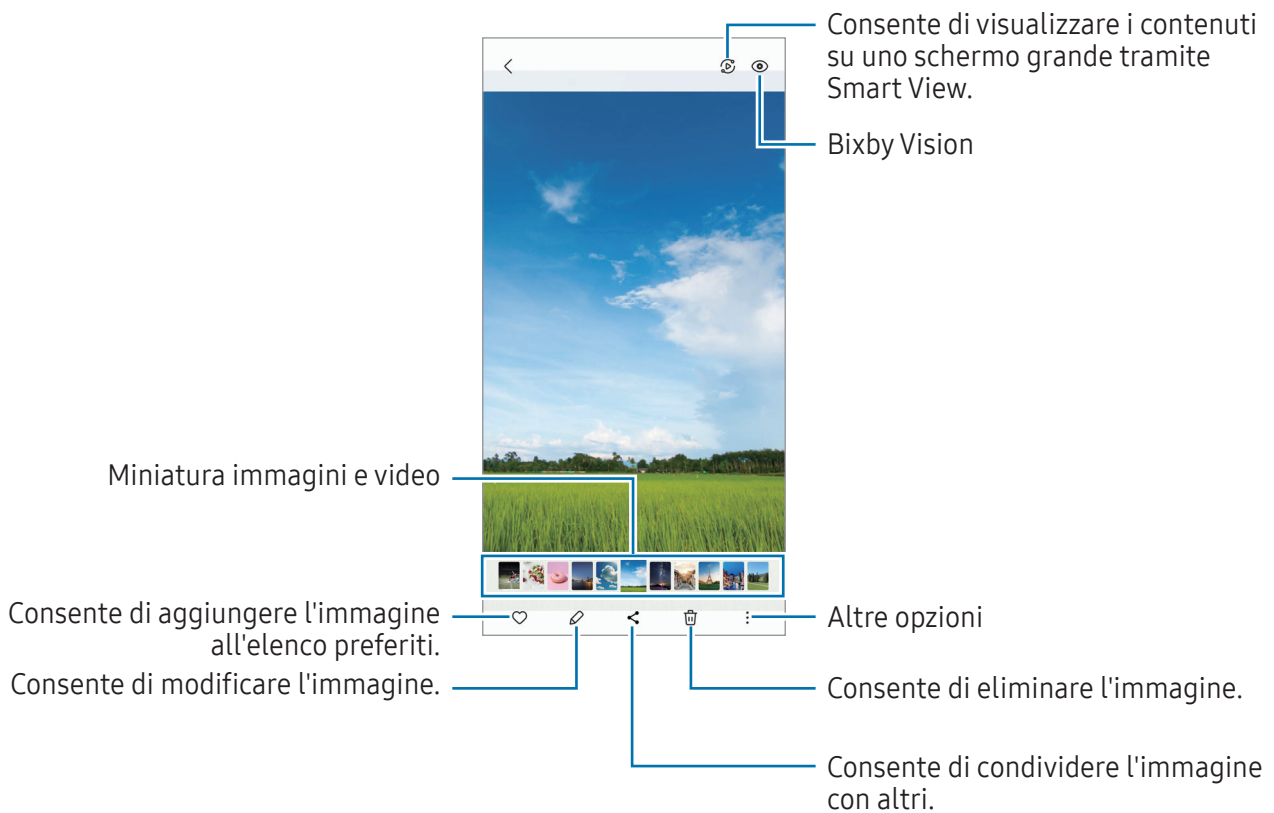 Consente di visualizzare i contenuti
su uno schermo grande tramite
Smart View.
Bixby Vision
Miniatura immagini e video
Consente di aggiungere l'immagine
all'elenco preferiti.
Altre opzioni
Consente di modificare l'immagine.
Consente di eliminare l'immagine.
Consente di condividere l'immagine
con altri.